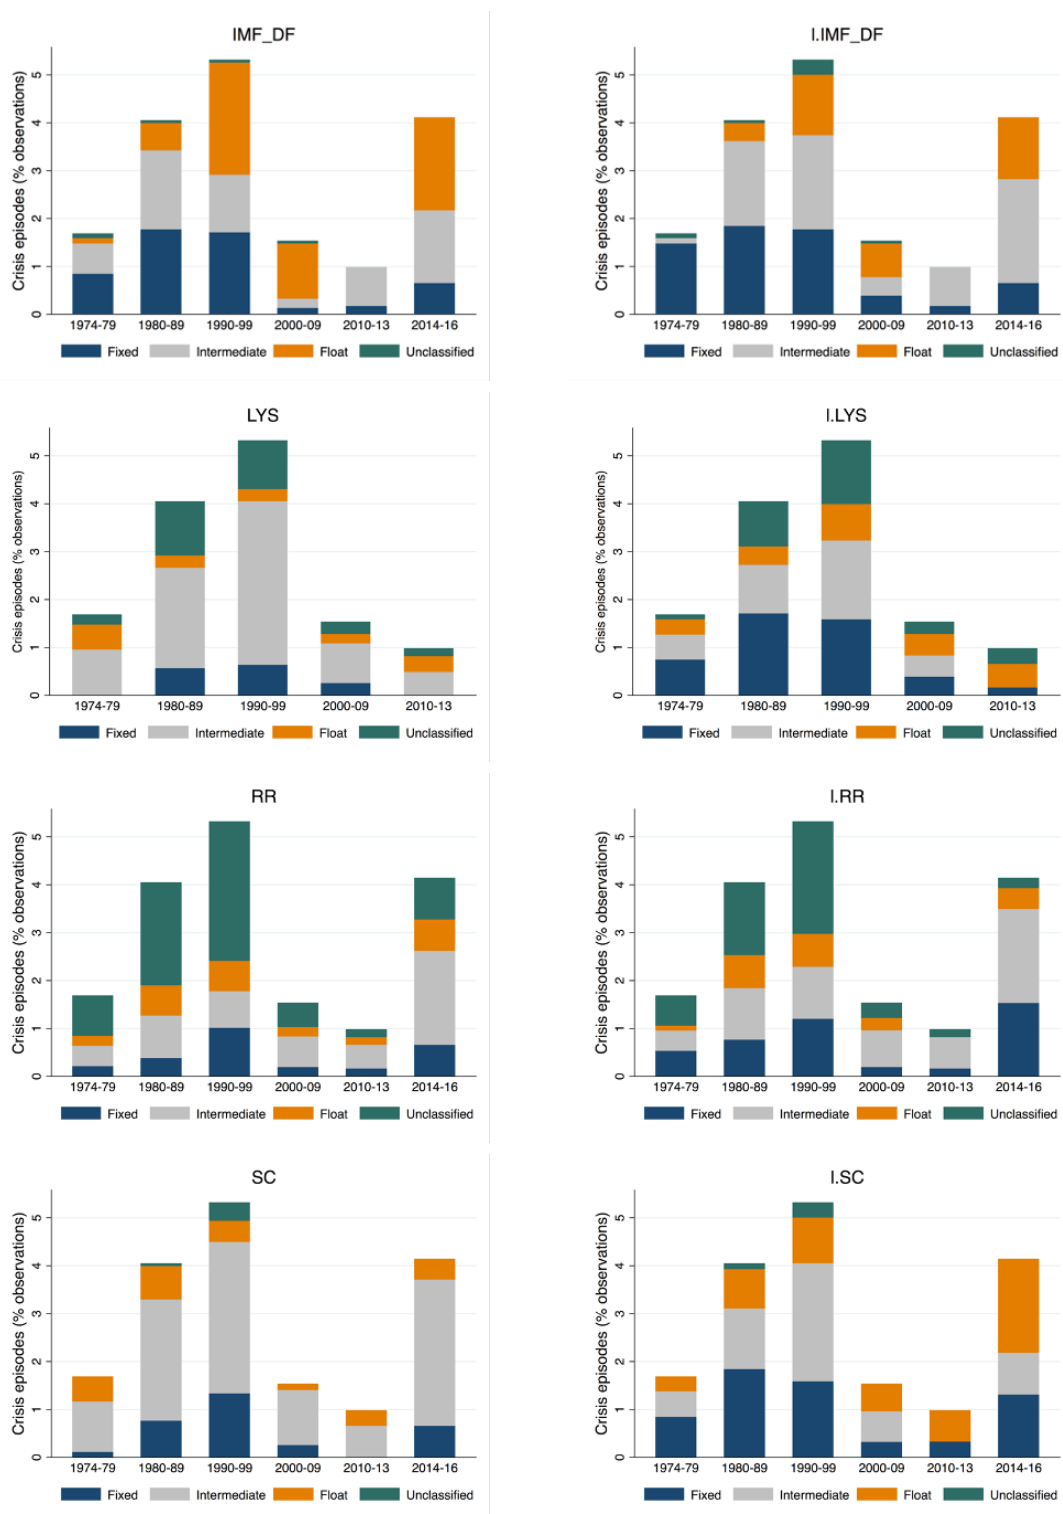 IMF_DF
Crisis episodes (% observations)
5
4
3
2
1
0
1974-79 1980-89 1990-99 2000-09 2010-13 2014-16
Fixed Intermediate Float Unclassified
l.IMF_DF
Crisis episodes (% observations)
5
4
3
2
1
0
1974-79 1980-89 1990-99 2000-09 2010-13 2014-16
Fixed Intermediate Float Unclassified
LYS
Crisis episodes (% observations)
5
4
3
2
1
0
1974-79 1980-89 1990-99 2000-09 2010-13
Fixed Intermediate Float Unclassified
l.LYS
Crisis episodes (% observations)
5
4
3
2
1
0
1974-79 1980-89 1990-99 2000-09 2010-13
Fixed Intermediate Float Unclassified
RR
Crisis episodes (% observations)
5
4
3
2
1
0
1974-79 1980-89 1990-99 2000-09 2010-13 2014-16
Fixed Intermediate Float Unclassified
l.RR
Crisis episodes (% observations)
5
4
3
2
1
0
1974-79 1980-89 1990-99 2000-09 2010-13 2014-16
Fixed Intermediate Float Unclassified
SC
Crisis episodes (% observations)
5
4
3
2
1
0
1974-79 1980-89 1990-99 2000-09 2010-13 2014-16
Fixed Intermediate Float Unclassified
l.SC
Crisis episodes (% observations)
5
4
3
2
1
0
1974-79 1980-89 1990-99 2000-09 2010-13 2014-16
Fixed Intermediate Float Unclassified